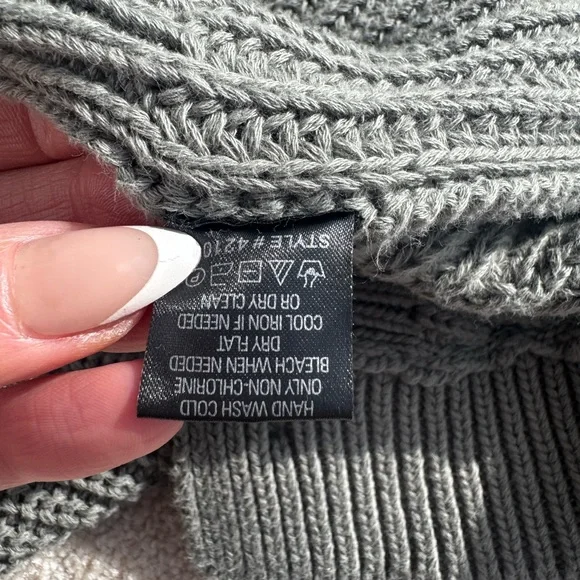 HAND WASH COLD
ONLY NON-CHLORINE
BLEACH WHEN NEEDED
DRY FLAT
COOL IRON IF NEEDED
OR DRY CLEAN
STYLE # 4210